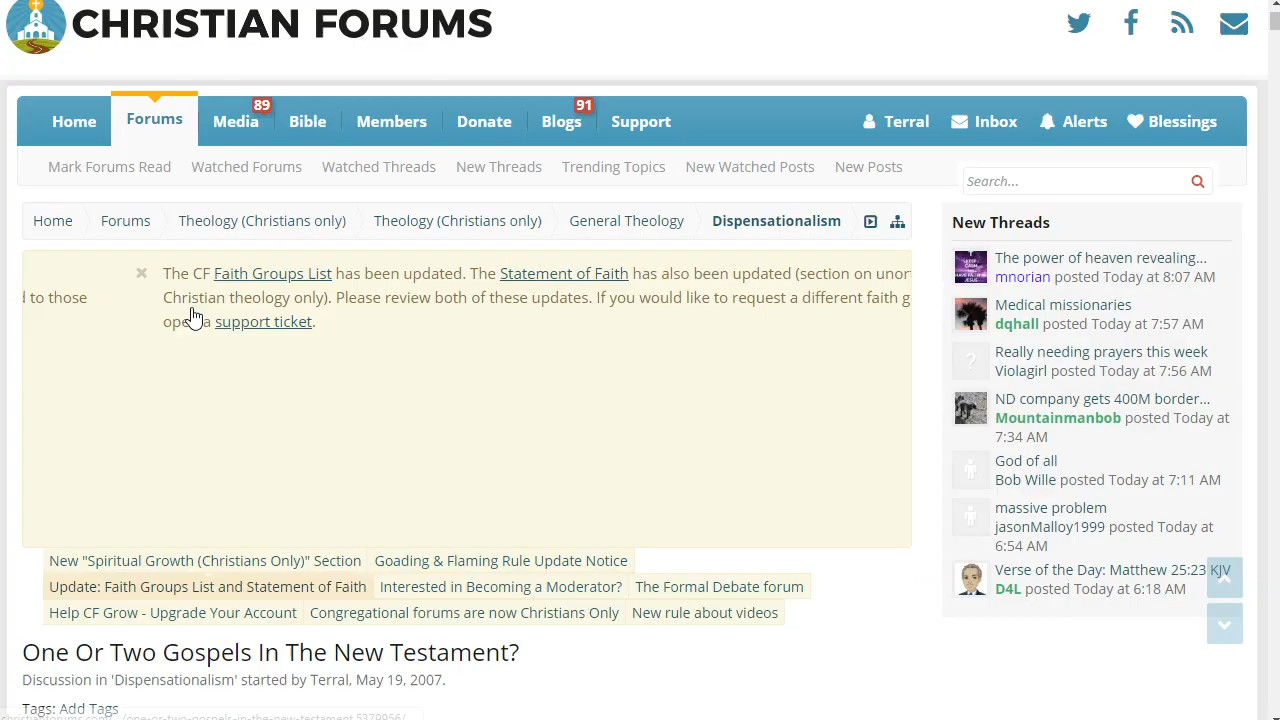 CHRISTIAN FORUMS
89
91
Home Forums Media Bible Members Donate Blogs Support Terral Inbox Alerts Blessings
Mark Forums Read Watched Forums Watched Threads New Threads Trending Topics New Watched Posts New Posts
Search...
Home Forums Theology (Christians only) Theology (Christians only) General Theology Dispensationalism
The CF Faith Groups List has been updated. The Statement of Faith has also been updated (section on unor
d to those Christian theology only). Please review both of these updates. If you would like to request a different faith g
a support ticket.
New "Spiritual Growth (Christians Only)" Section Goading & Flaming Rule Update Notice
Update: Faith Groups List and Statement of Faith Interested in Becoming a Moderator? The Formal Debate forum
Help CF Grow - Upgrade Your Account Congregational forums are now Christians Only New rule about videos
One Or Two Gospels In The New Testament?
Discussion in 'Dispensationalism' started by Terral, May 19, 2007.
Tags: Add Tags
New Threads
The power of heaven revealing...
mnorian posted Today at 8:07 AM
Medical missionaries
dqhall posted Today at 7:57 AM
Really needing prayers this week
Violagirl posted Today at 7:56 AM
ND company gets 400M border...
Mountainmanbob posted Today at
7:34 AM
God of all
Bob Wille posted Today at 7:11 AM
massive problem
jasonMalloy1999 posted Today at
6:54 AM
Verse of the Day: Matthew 25:23 KJV
D4L posted Today at 6:18 AM